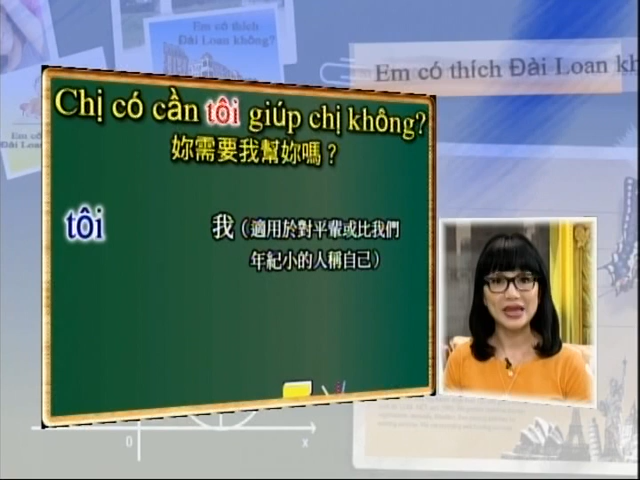 Em có thích
Đài Loan không?
Em có thích Đài Loan kh
Em có
Đài Loan
Chị có cần tôi giúp chị không?
妳需要我幫妳嗎？
tôi
我（適用於對平輩或比我們
年紀小的人稱自己）
0
x